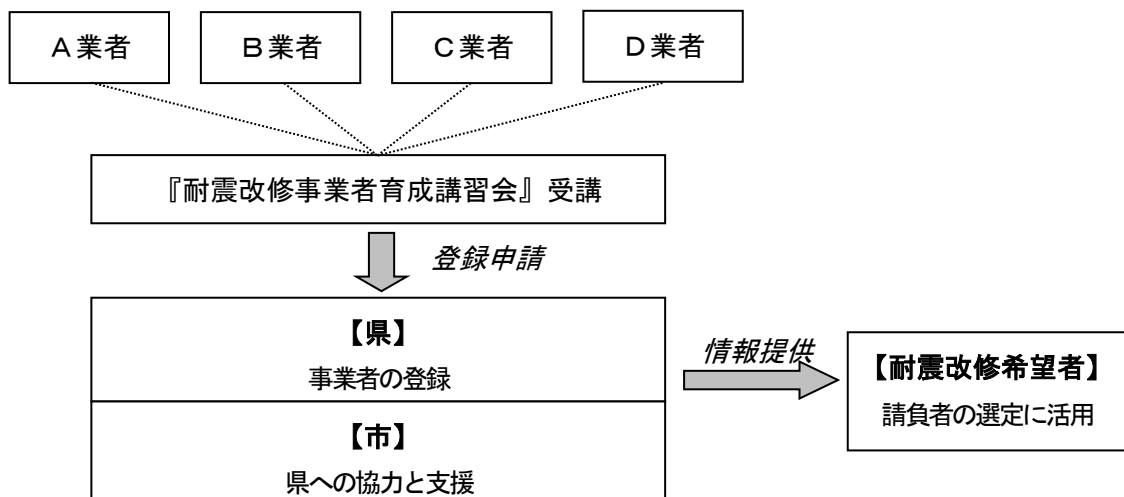 A業者
B業者
C業者
D業者
『耐震改修事業者育成講習会』受講
登録申請
【県】
事業者の登録
情報提供
【耐震改修希望者】
請負者の選定に活用
【市】
県への協力と支援